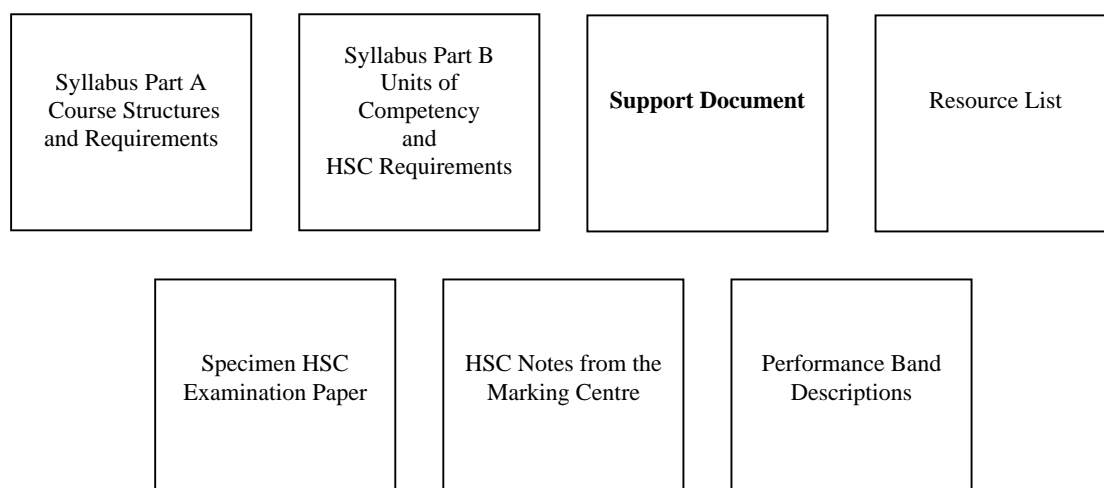 Syllabus Part A
Course Structures
and Requirements
Syllabus Part B
Units of
Competency
and
HSC Requirements
Support Document
Resource List
Specimen HSC
Examination Paper
HSC Notes from the
Marking Centre
Performance Band
Descriptions